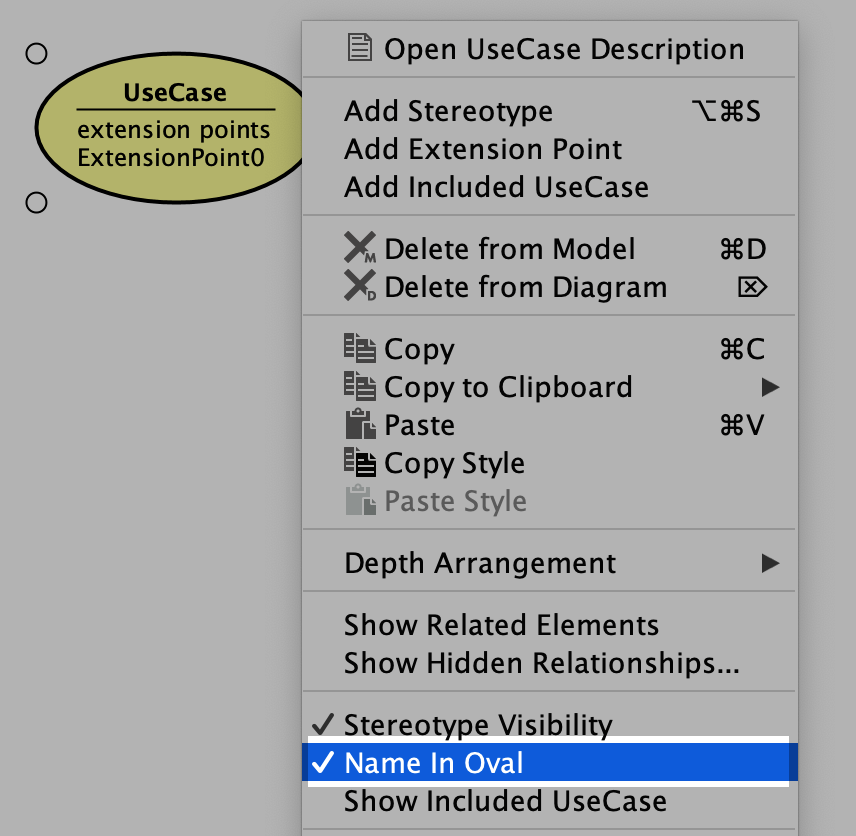 UseCase
extension points
ExtensionPoint0
Open UseCase Description
Add Stereotype ⌥⌘S
Add Extension Point
Add Included UseCase
Delete from Model ⌘D
Delete from Diagram ⌦
Copy ⌘C
Copy to Clipboard ▶
Paste ⌘V
Copy Style
Paste Style
Depth Arrangement ▶
Show Related Elements
Show Hidden Relationships...
✓ Stereotype Visibility
✓ Name In Oval
Show Included UseCase